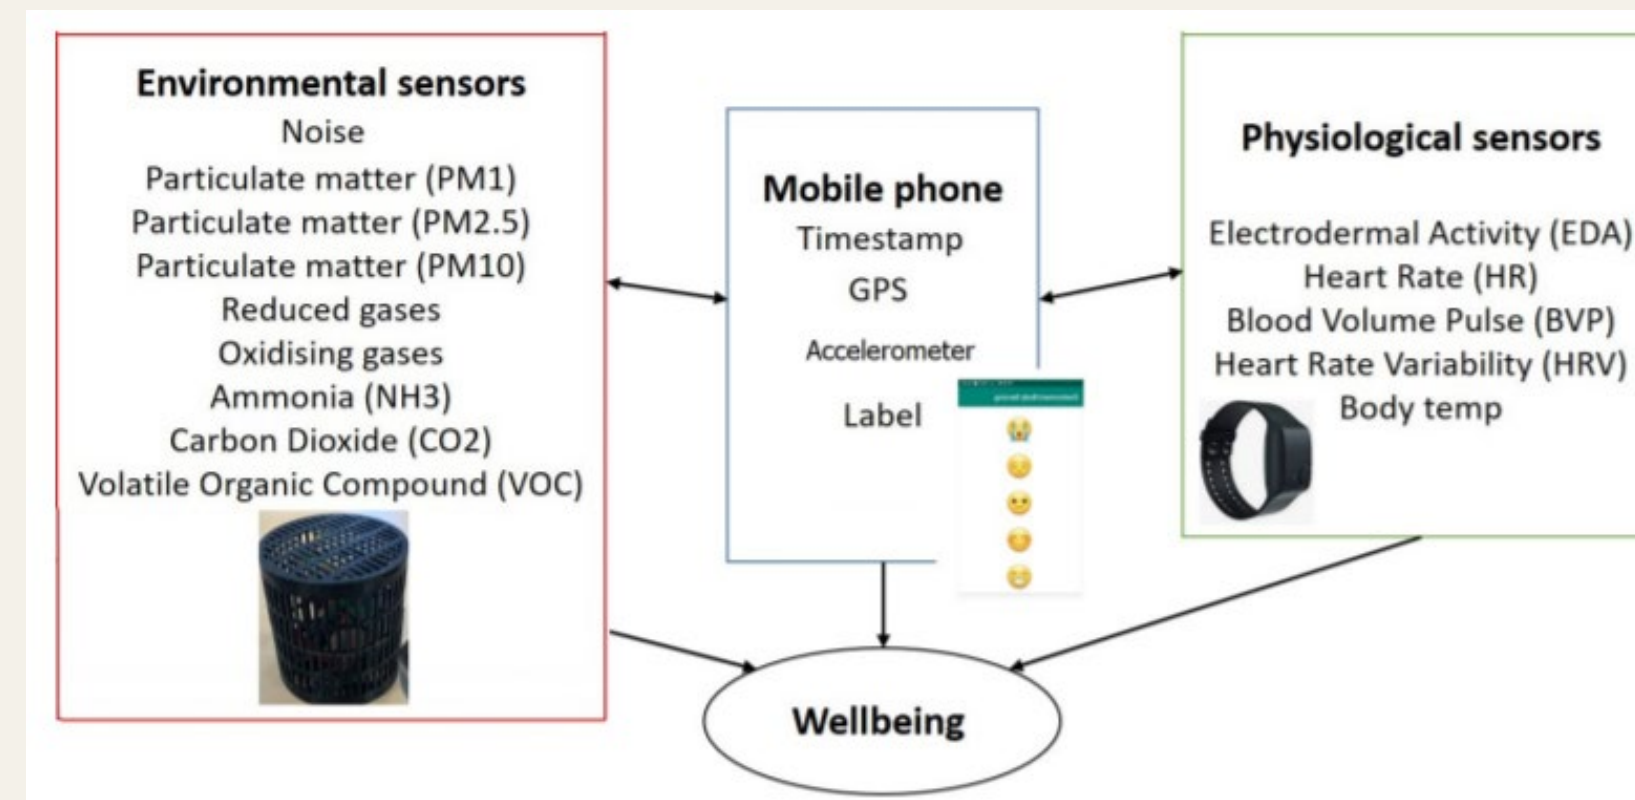 Environmental sensors
Noise
Particulate matter (PM1)
Particulate matter (PM2.5)
Particulate matter (PM10)
Reduced gases
Oxidising gases
Ammonia (NH3)
Carbon Dioxide (CO2)
Volatile Organic Compound (VOC)
Mobile phone
Timestamp
GPS
Accelerometer
Label
Physiological sensors
Electrodermal Activity (EDA)
Heart Rate (HR)
Blood Volume Pulse (BVP)
Heart Rate Variability (HRV)
Body temp
Wellbeing